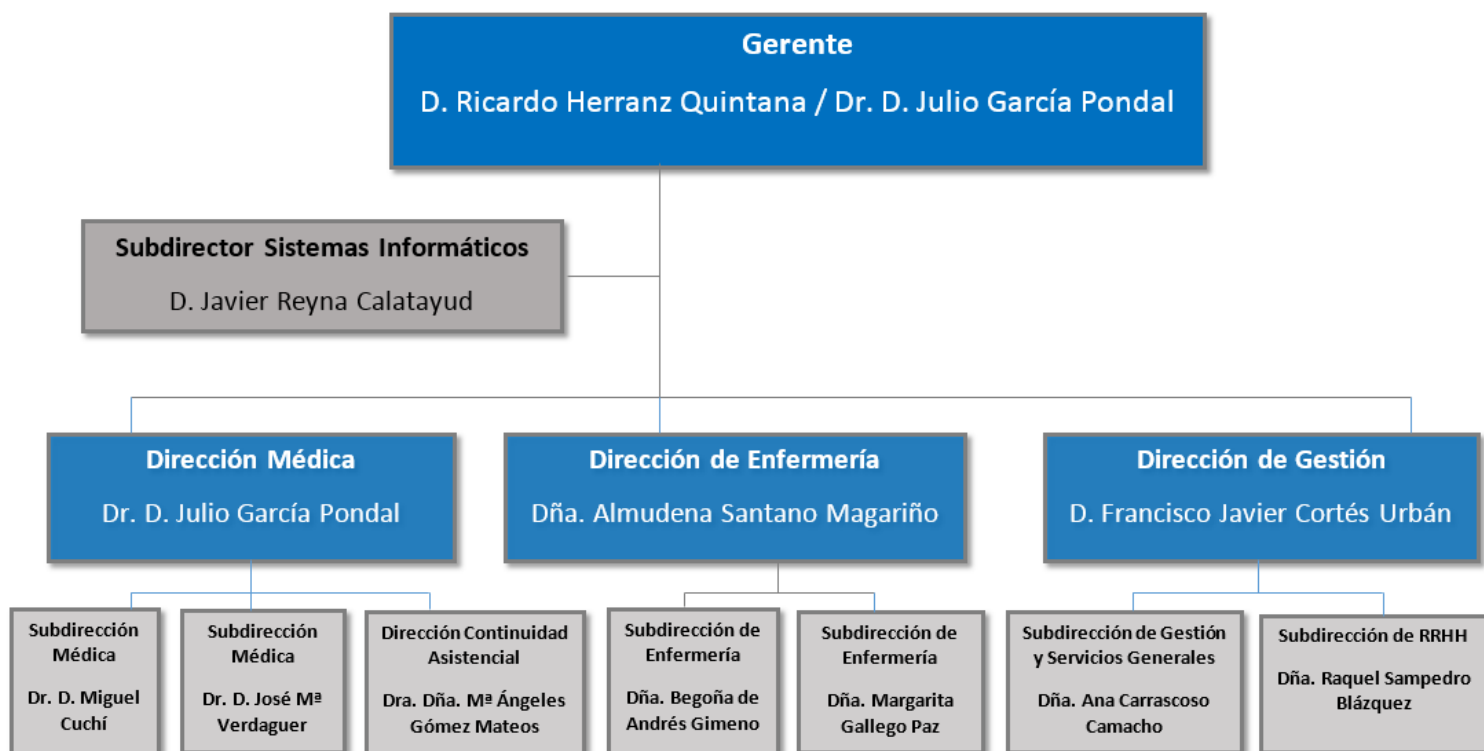 Gerente
D. Ricardo Herranz Quintana / Dr. D. Julio García Pondal
Subdirector Sistemas Informáticos
D. Javier Reyna Calatayud
Dirección Médica
Dr. D. Julio García Pondal
Dirección de Enfermería
Dña. Almudena Santano Magariño
Dirección de Gestión
D. Francisco Javier Cortés Urbán
Subdirección
Médica
Dr. D. Miguel
Cuchí
Subdirección
Médica
Dr. D. José Mª
Verdaguer
Dirección Continuidad
Asistencial
Dra. Dña. Mª Ángeles
Gómez Mateos
Subdirección de
Enfermería
Dña. Begoña de
Andrés Gimeno
Subdirección de
Enfermería
Dña. Margarita
Gallego Paz
Subdirección de Gestión
y Servicios Generales
Dña. Ana Carrascoso
Camacho
Subdirección de RRHH
Dña. Raquel Sampedro
Blázquez